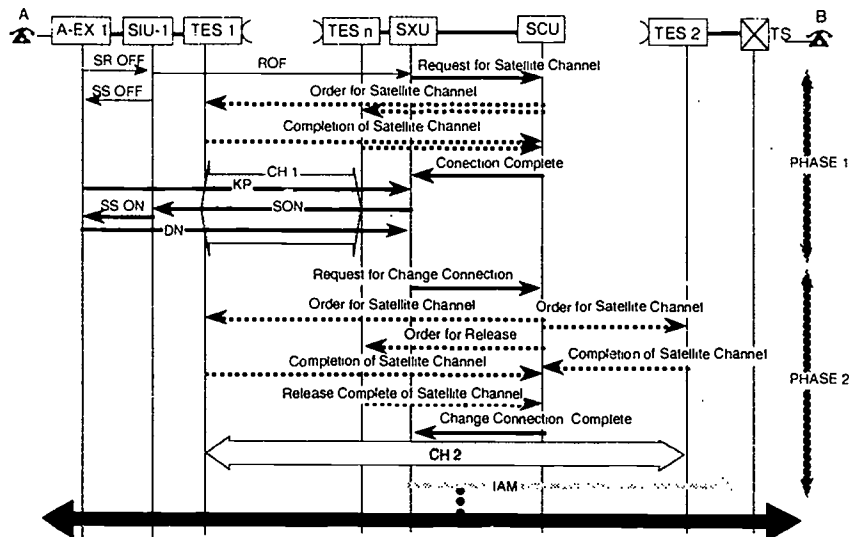 A
B
A-EX 1 SIU-1 TES 1 TES n SXU SCU TES 2 TS
SR OFF ROF Request for Satellite Channel
SS OFF Order for Satellite Channel
Completion of Satellite Channel
CH 1 Conection Complete
KP
SS ON SON
DN
PHASE 1
Request for Change Connection
Order for Satellite Channel Order for Satellite Channel
Order for Release
Completion of Satellite Channel Completion of Satellite Channel
Release Complete of Satellite Channel
PHASE 2
Change Connection Complete
CH 2
IAM